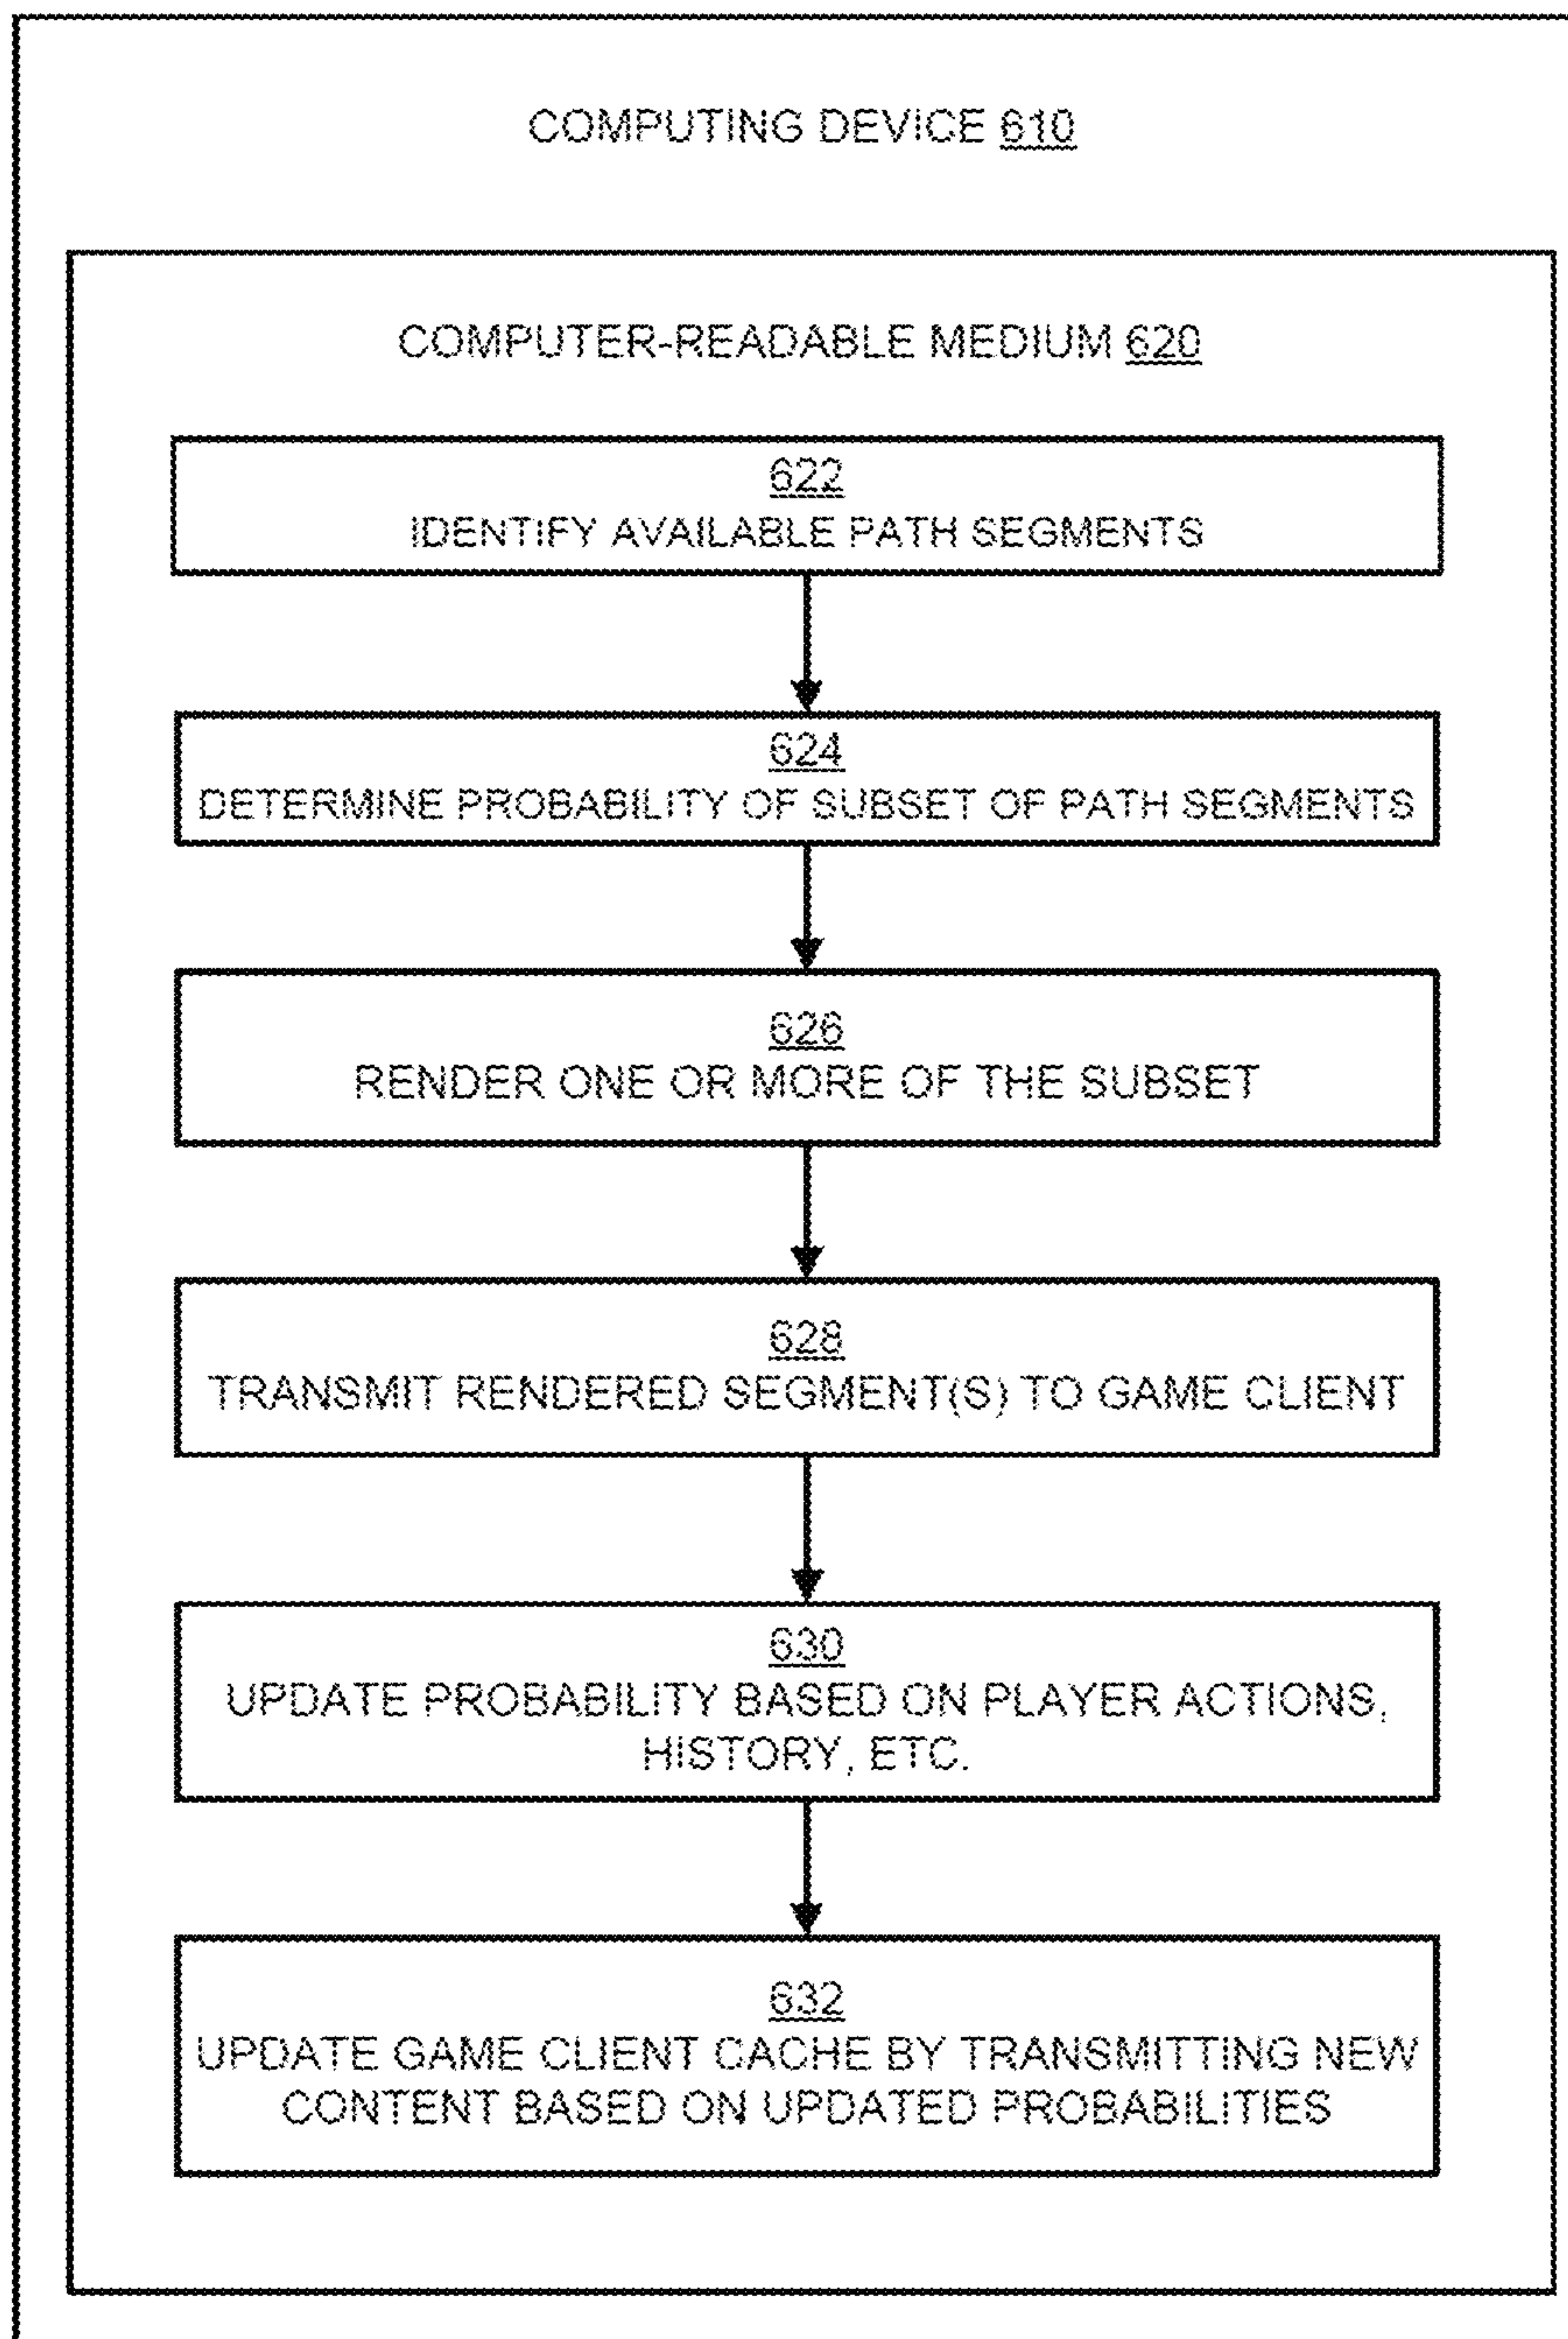 COMPUTING DEVICE 610
COMPUTER-READABLE MEDIUM 620
622
IDENTIFY AVAILABLE PATH SEGMENTS
624
DETERMINE PROBABILITY OF SUBSET OF PATH SEGMENTS
626
RENDER ONE OR MORE OF THE SUBSET
628
TRANSMIT RENDERED SEGMENT(S) TO GAME CLIENT
630
UPDATE PROBABILITY BASED ON PLAYER ACTIONS,
HISTORY, ETC.
632
UPDATE GAME CLIENT CACHE BY TRANSMITTING NEW
CONTENT BASED ON UPDATED PROBABILITIES